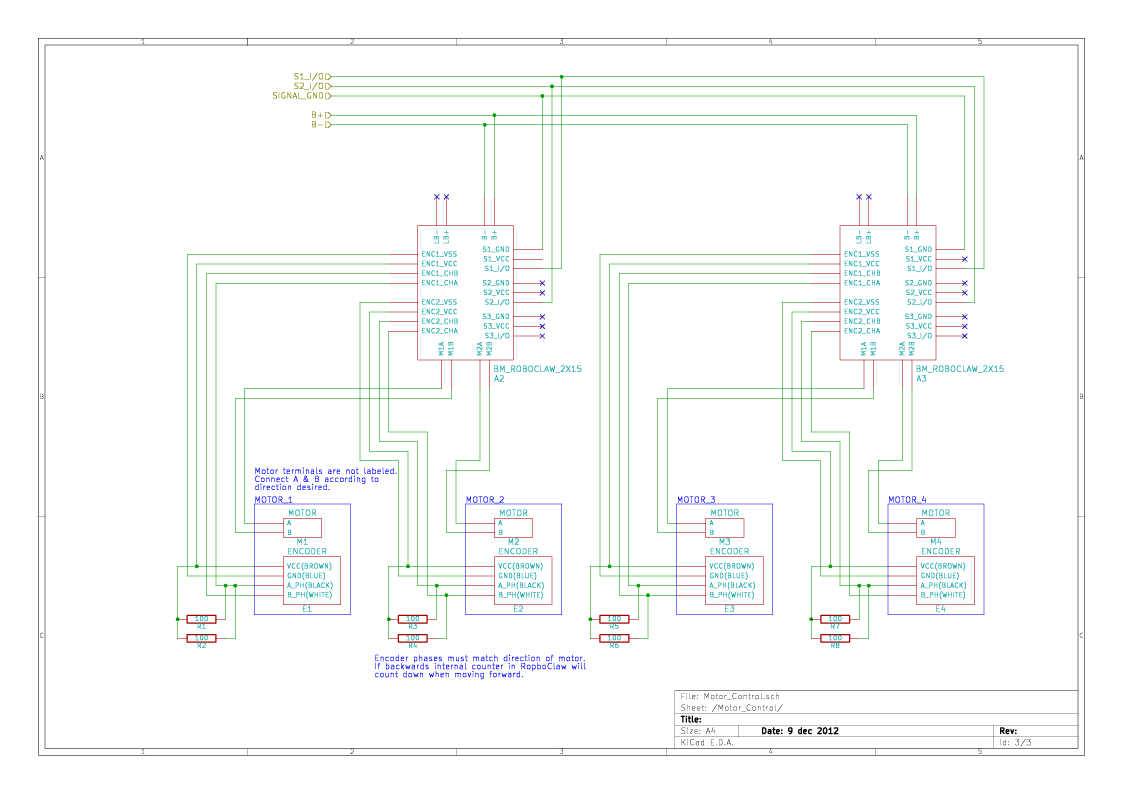 1 2 3 4 5
S1_I/O
S2_I/O
SIGNAL_GND
B+
B-
A A
LB- LB+ B- B+
LB- LB+ B- B+
ENC1_VSS
ENC1_VCC
ENC1_CHB
ENC1_CHA
ENC2_VSS
ENC2_VCC
ENC2_CHB
ENC2_CHA
S1_GND
S1_VCC
S1_I/O
S2_GND
S2_VCC
S2_I/O
S3_GND
S3_VCC
S3_I/O
M1A M1B M2A M2B
BM_ROBOCLAW_2X15
A2
ENC1_VSS
ENC1_VCC
ENC1_CHB
ENC1_CHA
ENC2_VSS
ENC2_VCC
ENC2_CHB
ENC2_CHA
S1_GND
S1_VCC
S1_I/O
S2_GND
S2_VCC
S2_I/O
S3_GND
S3_VCC
S3_I/O
M1A M1B M2A M2B
BM_ROBOCLAW_2X15
A3
B B
Motor terminals are not labeled.
Connect A & B according to
direction desired.
MOTOR_1
MOTOR
A
B
M1
ENCODER
VCC(BROWN)
GND(BLUE)
A_PH(BLACK)
B_PH(WHITE)
E1
100
R1
100
R2
MOTOR_2
MOTOR
A
B
M2
ENCODER
VCC(BROWN)
GND(BLUE)
A_PH(BLACK)
B_PH(WHITE)
E2
100
R3
100
R4
MOTOR_3
MOTOR
A
B
M3
ENCODER
VCC(BROWN)
GND(BLUE)
A_PH(BLACK)
B_PH(WHITE)
E3
100
R5
100
R6
MOTOR_4
MOTOR
A
B
M4
ENCODER
VCC(BROWN)
GND(BLUE)
A_PH(BLACK)
B_PH(WHITE)
E4
100
R7
100
R8
C C
Encoder phases must match direction of motor.
If backwards internal counter in RopboClaw will
count down when moving forward.
File: Motor_Control.sch
Sheet: /Motor_Control/
Title:
Size: A4 Date: 9 dec 2012 Rev:
KiCad E.D.A. Id: 3/3
1 2 3 4 5